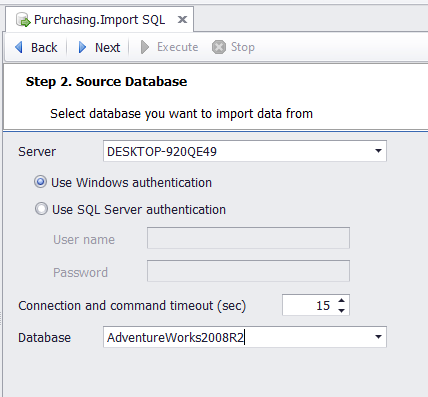 Purchasing.Import SQL
Back Next Execute Stop
Step 2. Source Database
Select database you want to import data from
Server DESKTOP-920QE49
Use Windows authentication
Use SQL Server authentication
User name
Password
Connection and command timeout (sec) 15
Database AdventureWorks2008R2